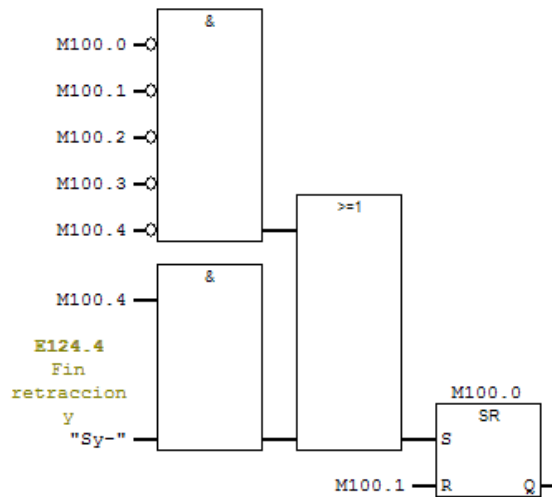 &
M100.0
M100.1
M100.2
M100.3
M100.4
>=1
&
M100.4
E124.4
Fin
retraccion
y
"Sy-"
M100.0
SR
S
M100.1
R
Q